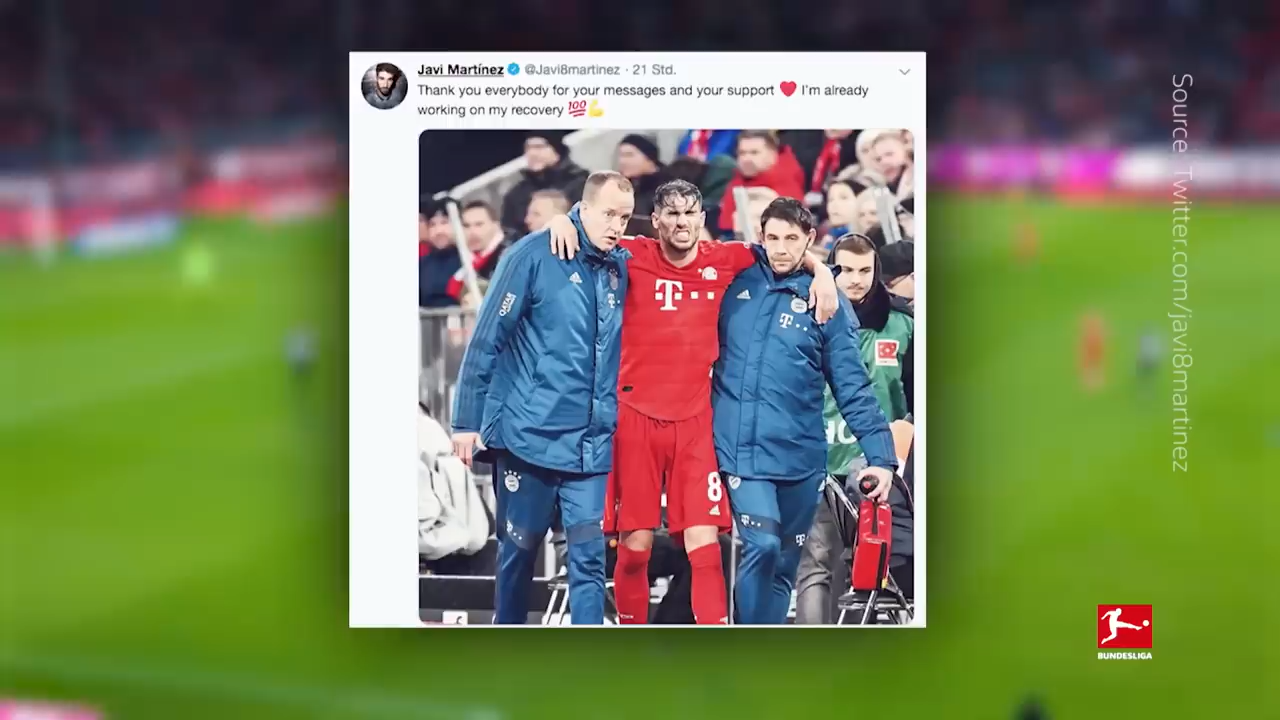 Javi Martínez @Javi8martinez · 21 Std.
Thank you everybody for your messages and your support ❤️ I'm already
working on my recovery 💯💪
Source: Twitter.com/javi8martinez
T
QATAR
T
T
8
BUNDESLIGA